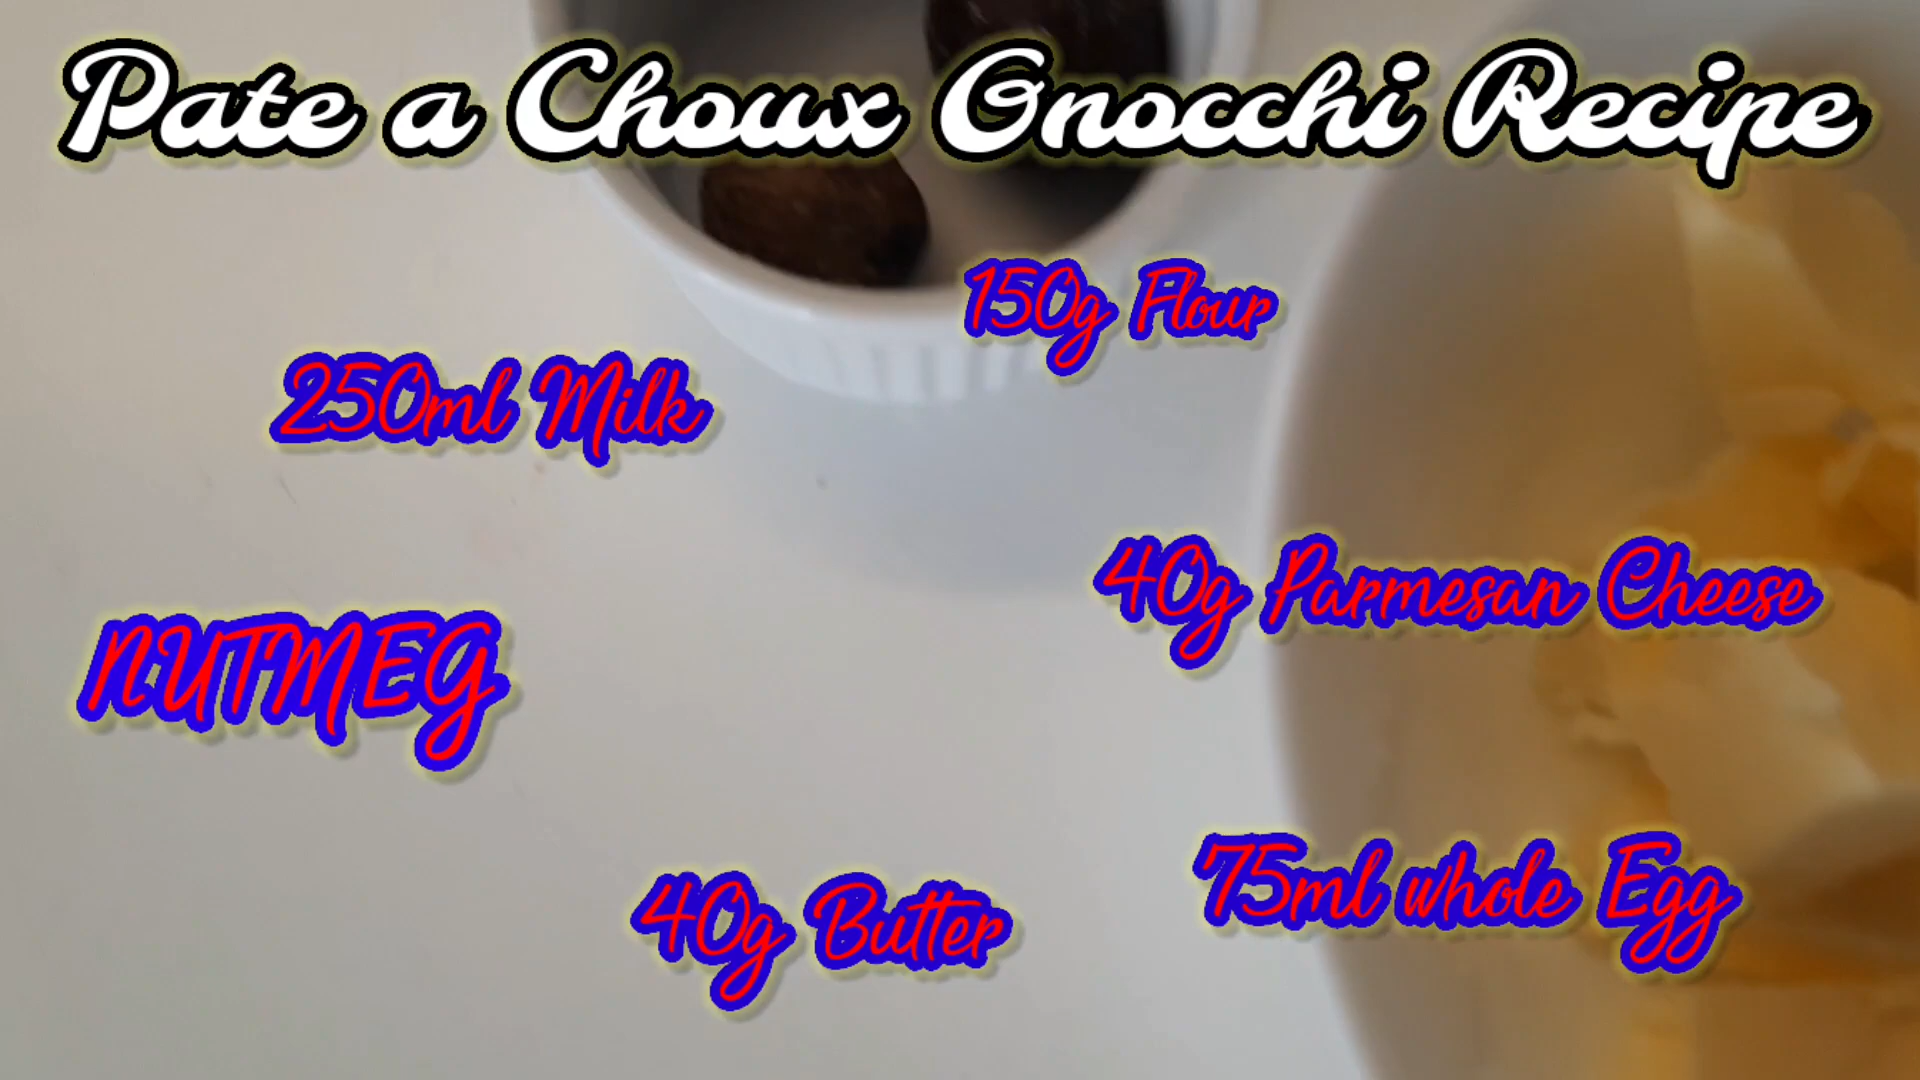 Pate a Choux Gnocchi Recipe
150g Flour
250ml Milk
40g Parmesan Cheese
NUTMEG
75ml whole Egg
40g Butter